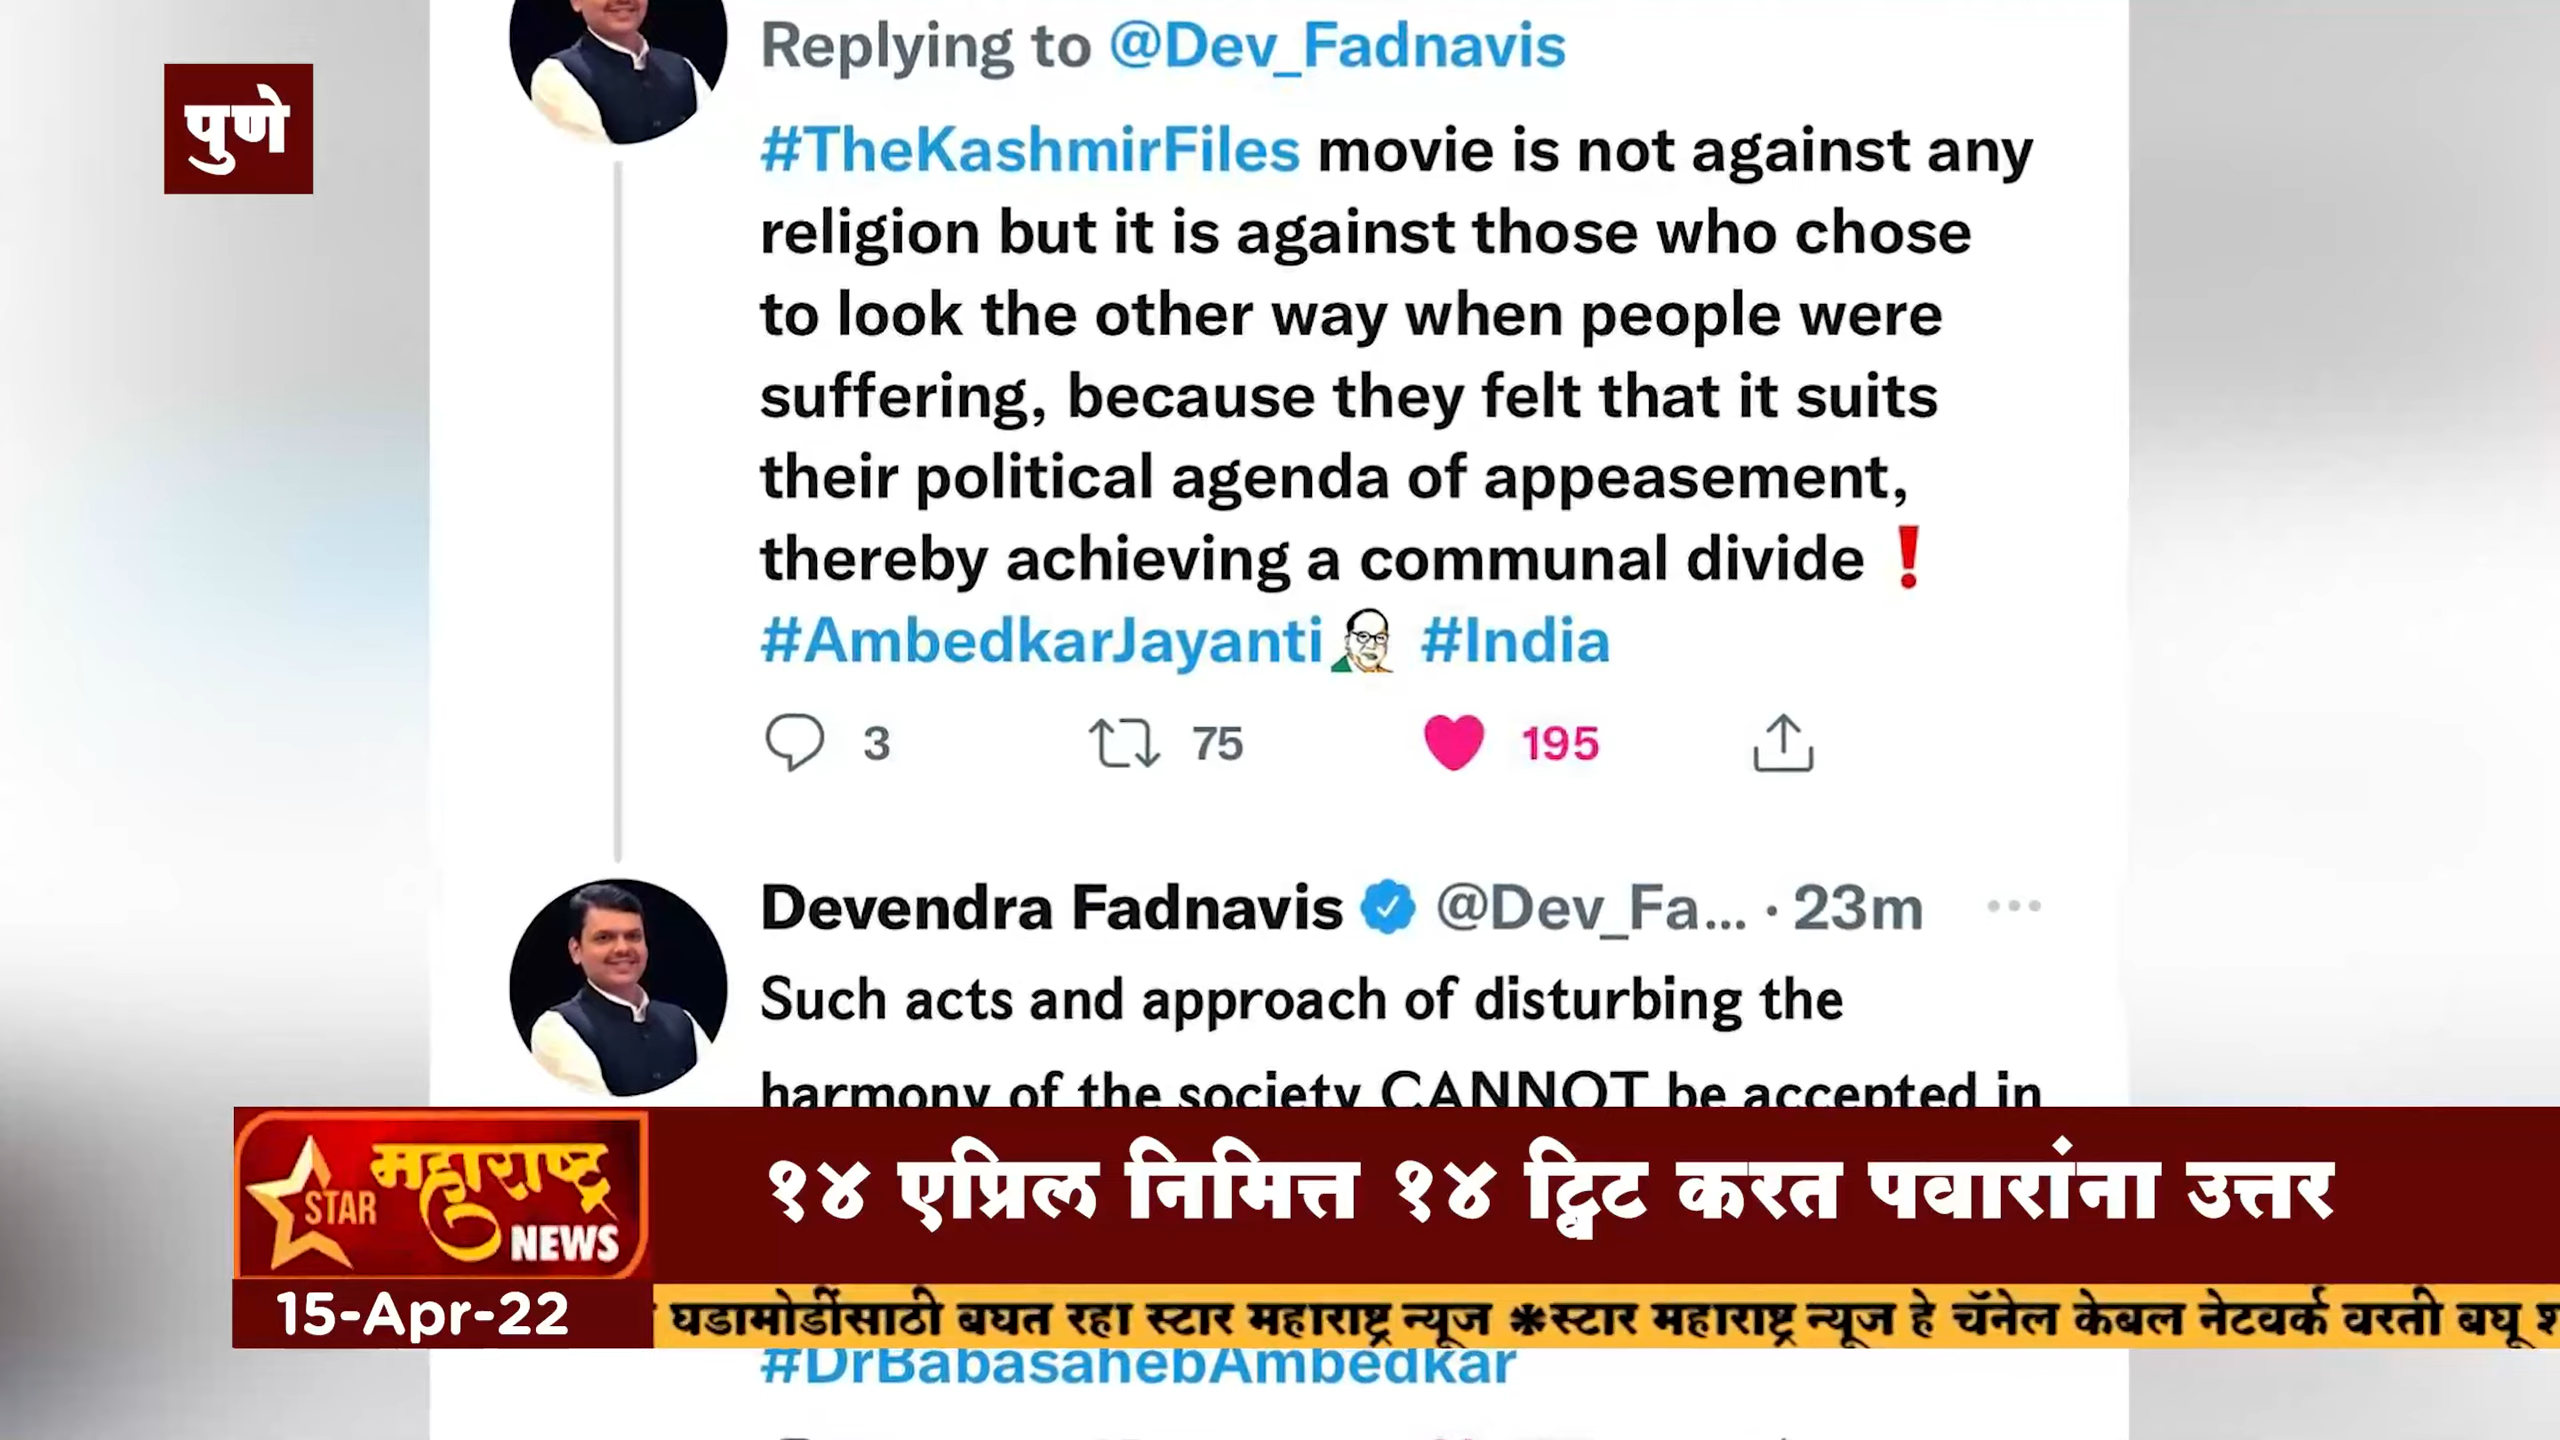 पुणे
Replying to @Dev_Fadnavis
#TheKashmirFiles movie is not against any
religion but it is against those who chose
to look the other way when people were
suffering, because they felt that it suits
their political agenda of appeasement,
thereby achieving a communal divide❗
#AmbedkarJayanti #India
3 75 195
Devendra Fadnavis @Dev_Fa... · 23m
Such acts and approach of disturbing the
harmony of the society CANNOT be accepted in
STAR महाराष्ट्र NEWS
१४ एप्रिल निमित्त १४ ट्विट करत पवारांना उत्तर
15-Apr-22
घडामोडींसाठी बघत रहा स्टार महाराष्ट्र न्यूज *स्टार महाराष्ट्र न्यूज हे चॅनेल केबल नेटवर्क वरती बघू
#DrBabasahebAmbedkar